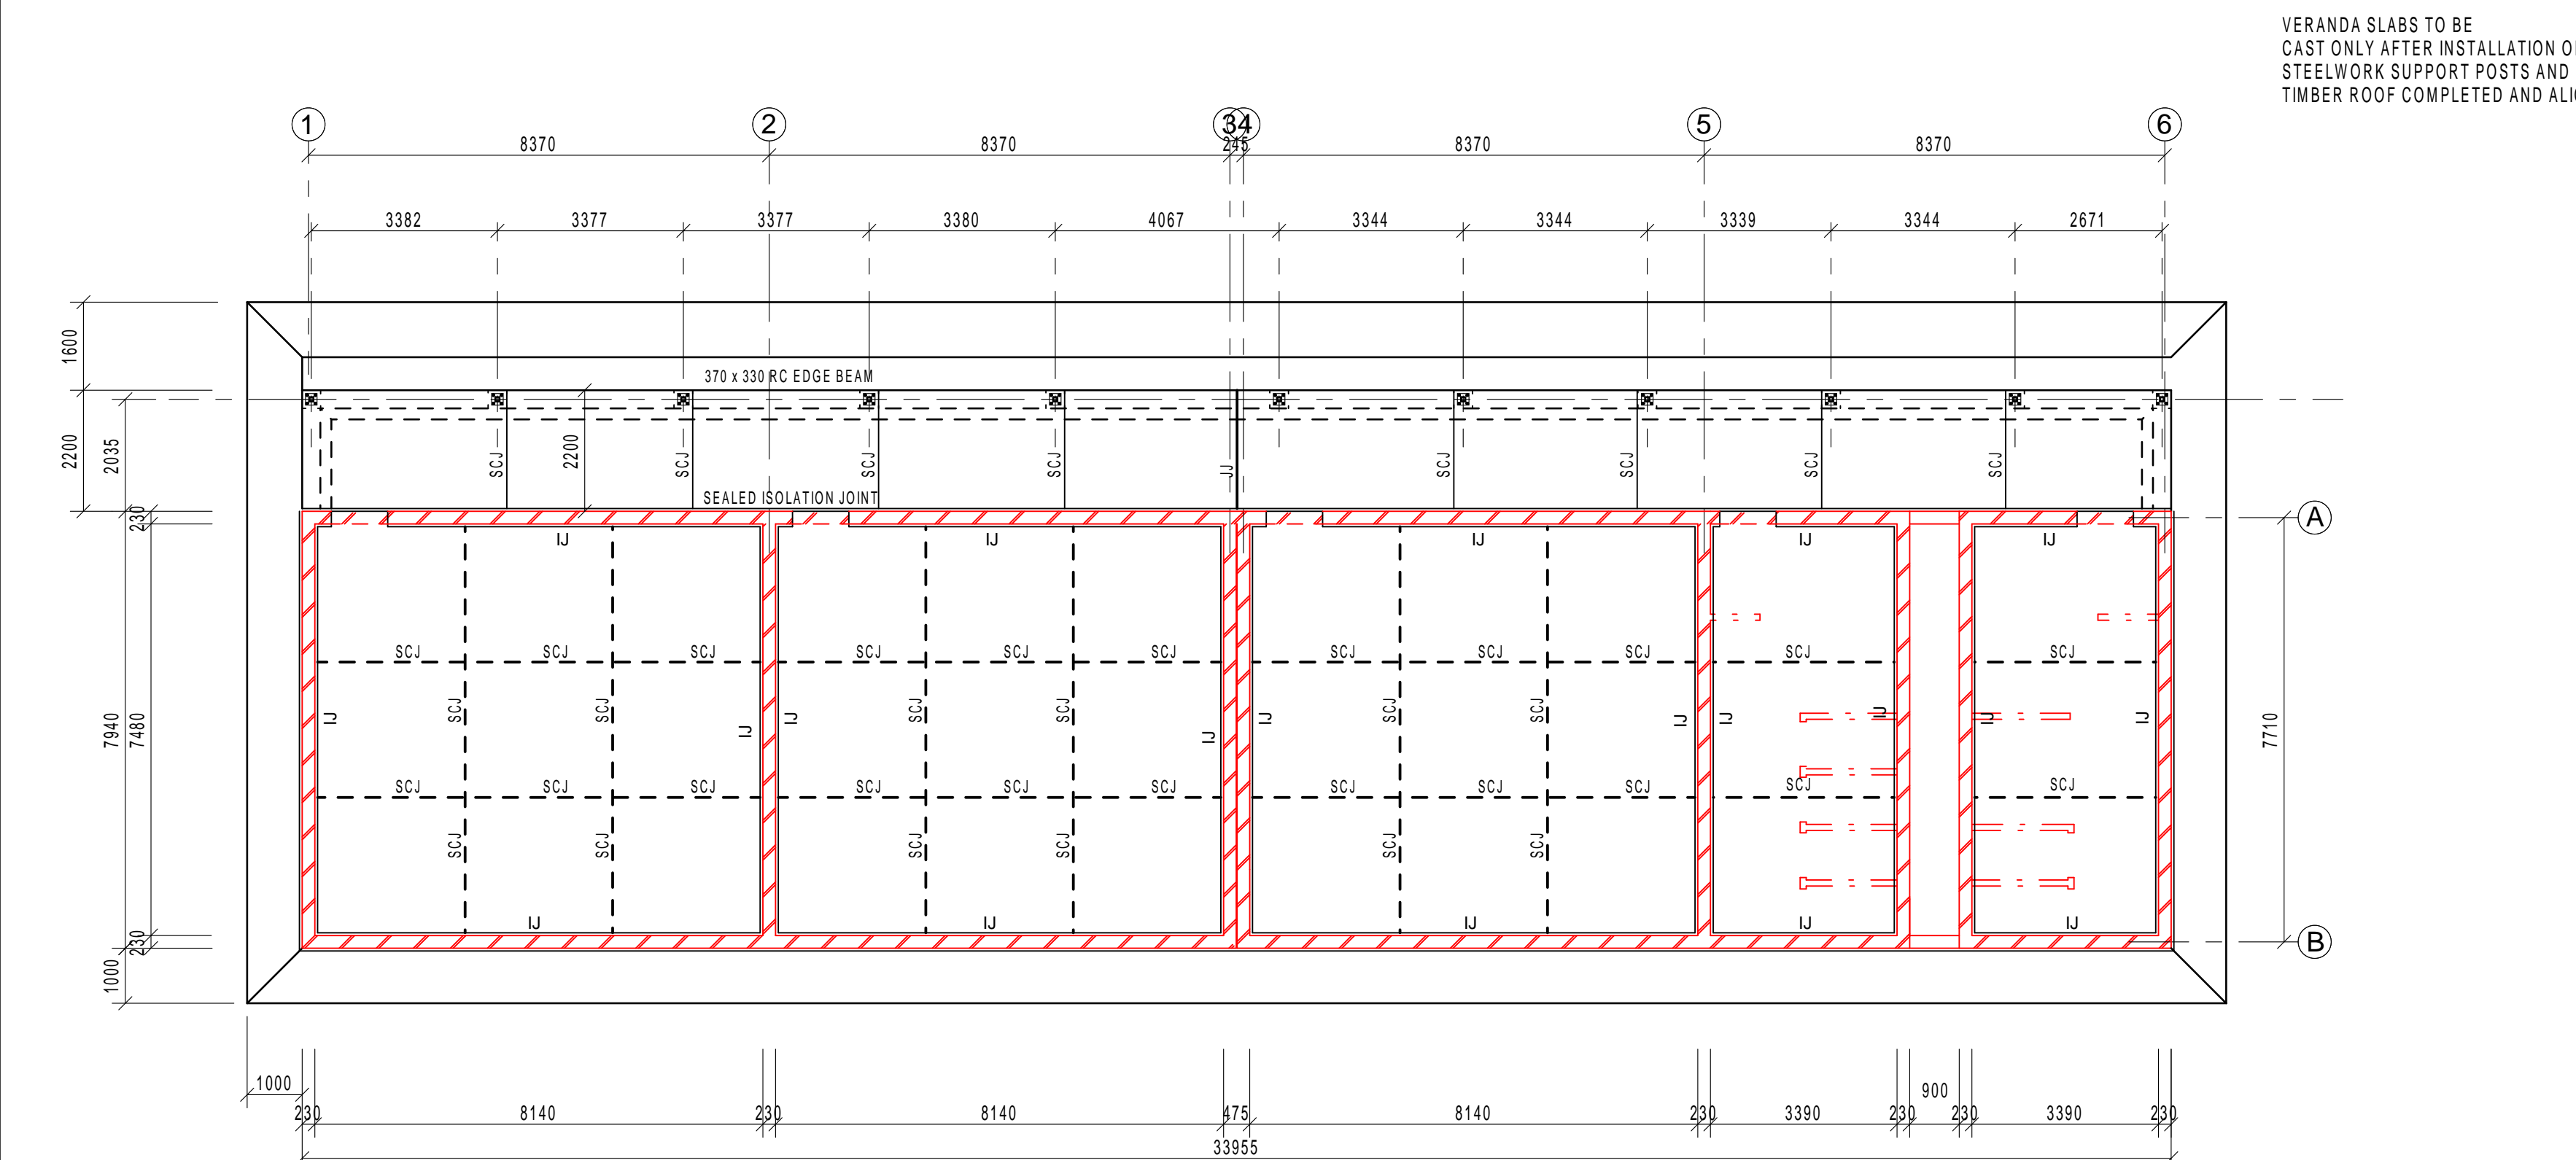 VERANDA SLABS TO BE
CAST ONLY AFTER INSTALLATION
STEELWORK SUPPORT POSTS AND
TIMBER ROOF COMPLETED AND
1 2 3 4 5 6
8370 8370 245 8370 8370
3382 3377 3377 3380 4067 3344 3344 3339 3344 2671
1600
370 x 330 RC EDGE BEAM
2200 2035 2200
SCJ SCJ SCJ SCJ JJ SCJ SCJ SCJ SCJ
SEALED ISOLATION JOINT
230
A
IJ IJ IJ IJ IJ
SCJ SCJ SCJ SCJ SCJ SCJ SCJ SCJ SCJ SCJ SCJ
SCJ SCJ SCJ SCJ SCJ SCJ
7940 7480 IJ IJ IJ IJ IJ IJ IJ IJ IJ IJ 7710
SCJ SCJ SCJ SCJ SCJ SCJ SCJ SCJ SCJ SCJ SCJ
SCJ SCJ SCJ SCJ SCJ SCJ
IJ IJ IJ IJ IJ
230
B
1000
1000
900
230 8140 230 8140 475 8140 230 3390 230 230 3390 230
33955